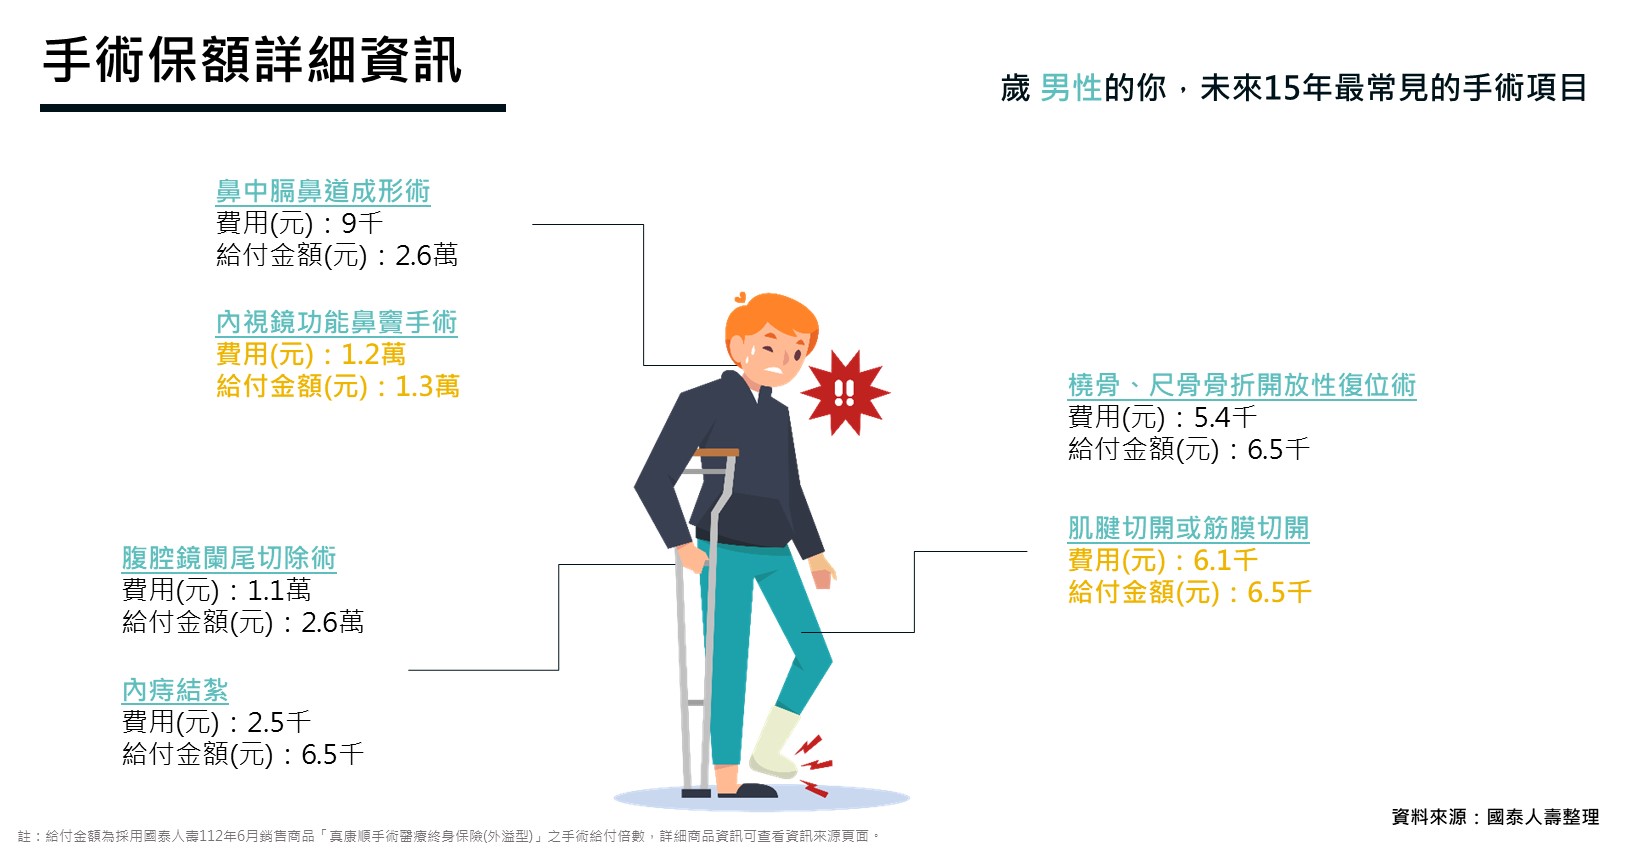 手術保額詳細資訊
歲 男性的你，未來15年最常見的手術項目
鼻中膈鼻道成形術
費用(元)：9千
給付金額(元)：2.6萬
內視鏡功能鼻竇手術
費用(元)：1.2萬
給付金額(元)：1.3萬
腹腔鏡闌尾切除術
費用(元)：1.1萬
給付金額(元)：2.6萬
內痔結紮
費用(元)：2.5千
給付金額(元)：6.5千
橈骨、尺骨骨折開放性復位術
費用(元)：5.4千
給付金額(元)：6.5千
肌腱切開或筋膜切開
費用(元)：6.1千
給付金額(元)：6.5千
!!
資料來源：國泰人壽整理
註：給付金額為採用國泰人壽112年6月銷售商品「真康順手術醫療終身保險(外溢型)」之手術給付倍數，詳細商品資訊可查看資訊來源頁面。